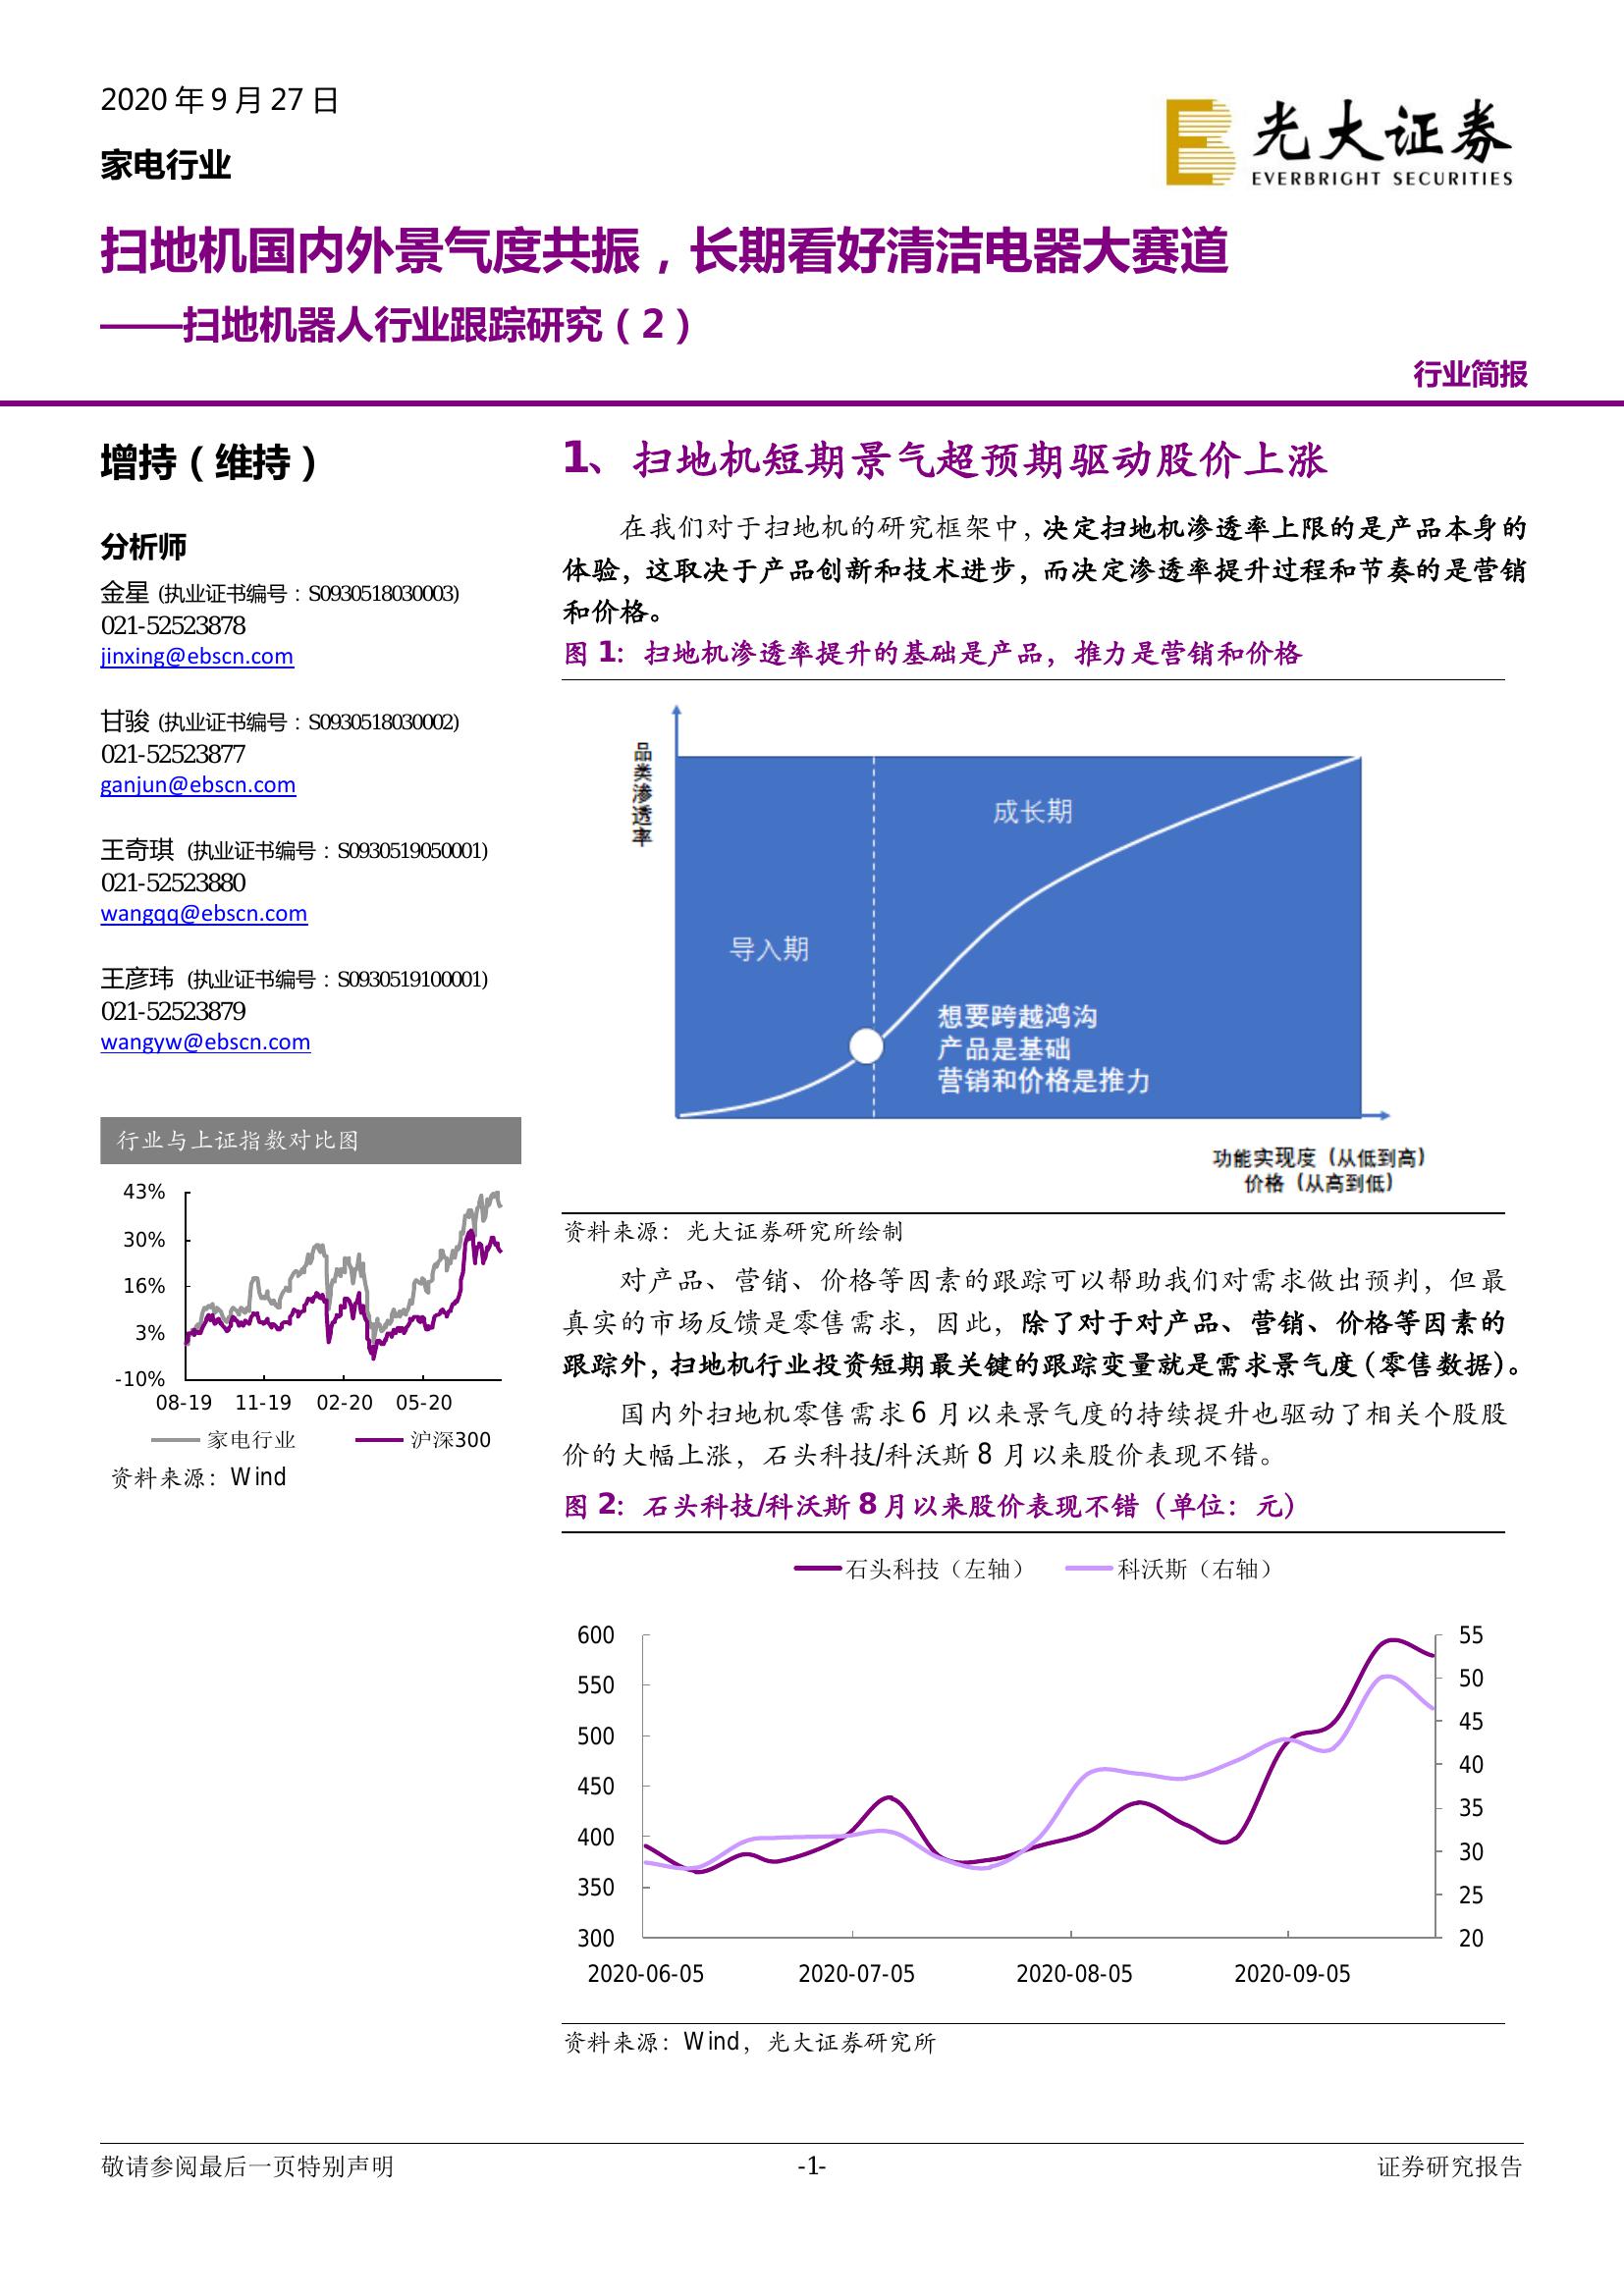 2020 年 9 月 27 日
家电行业
光大证券
EVERBRIGHT SECURITIES
扫地机国内外景气度共振，长期看好清洁电器大赛道
——扫地机器人行业跟踪研究（2）
行业简报
增持（维持）
分析师
金星 (执业证书编号：S0930518030003)
021-52523878
jinxing@ebscn.com
甘骏 (执业证书编号：S0930518030002)
021-52523877
ganjun@ebscn.com
王奇琪 (执业证书编号：S0930519050001)
021-52523880
wangqq@ebscn.com
王彦玮 (执业证书编号：S0930519100001)
021-52523879
wangyw@ebscn.com
行业与上证指数对比图
43%
30%
16%
3%
-10%
08-19 11-19 02-20 05-20
家电行业 沪深300
资料来源：Wind
1、扫地机短期景气超预期驱动股价上涨
在我们对于扫地机的研究框架中，决定扫地机渗透率上限的是产品本身的
体验，这取决于产品创新和技术进步，而决定渗透率提升过程和节奏的是营销
和价格。
图 1：扫地机渗透率提升的基础是产品，推力是营销和价格
品类渗透率
成长期
导入期
想要跨越鸿沟
产品是基础
营销和价格是推力
功能实现度（从低到高）
价格（从高到低）
资料来源：光大证券研究所绘制
对产品、营销、价格等因素的跟踪可以帮助我们对需求做出预判，但最
真实的市场反馈是零售需求，因此，除了对于对产品、营销、价格等因素的
跟踪外，扫地机行业投资短期最关键的跟踪变量就是需求景气度（零售数据）。
国内外扫地机零售需求 6 月以来景气度的持续提升也驱动了相关个股股
价的大幅上涨，石头科技/科沃斯 8 月以来股价表现不错。
图 2：石头科技/科沃斯 8 月以来股价表现不错（单位：元）
石头科技（左轴） 科沃斯（右轴）
600 55
550 50
500 45
450 40
400 35
350 30
300 25
20
2020-06-05 2020-07-05 2020-08-05 2020-09-05
资料来源：Wind，光大证券研究所
敬请参阅最后一页特别声明 -1- 证券研究报告